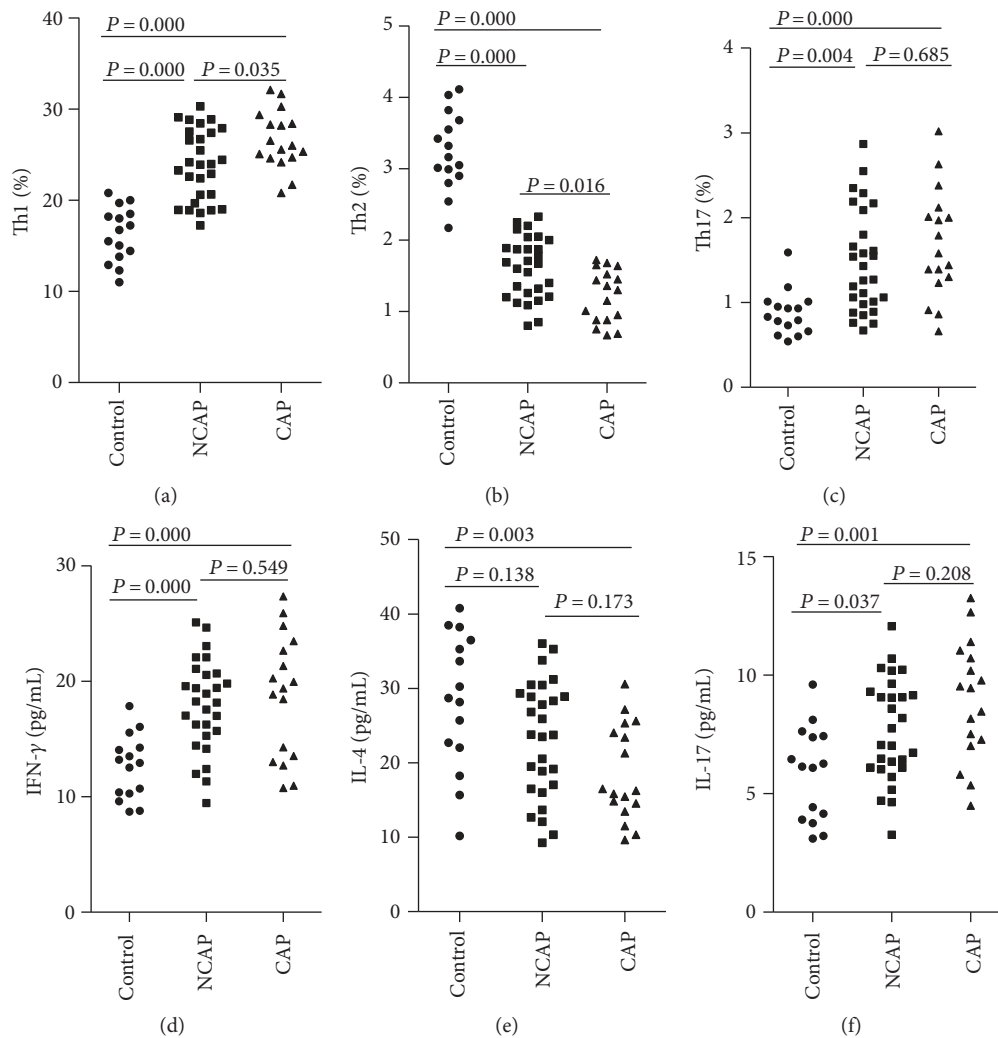 P = 0.000
P = 0.000
P = 0.035
Th1 (%)
40
30
20
10
0
Control
NCAP
CAP
(a)
P = 0.000
P = 0.000
P = 0.016
Th2 (%)
5
4
3
2
1
0
Control
NCAP
CAP
(b)
P = 0.000
P = 0.004
P = 0.685
Th17 (%)
4
3
2
1
0
Control
NCAP
CAP
(c)
P = 0.000
P = 0.549
P = 0.000
IFN-γ (pg/mL)
30
20
10
0
Control
NCAP
CAP
(d)
P = 0.003
P = 0.138
P = 0.173
IL-4 (pg/mL)
50
40
30
20
10
0
Control
NCAP
CAP
(e)
P = 0.001
P = 0.208
P = 0.037
IL-17 (pg/mL)
15
10
5
0
Control
NCAP
CAP
(f)